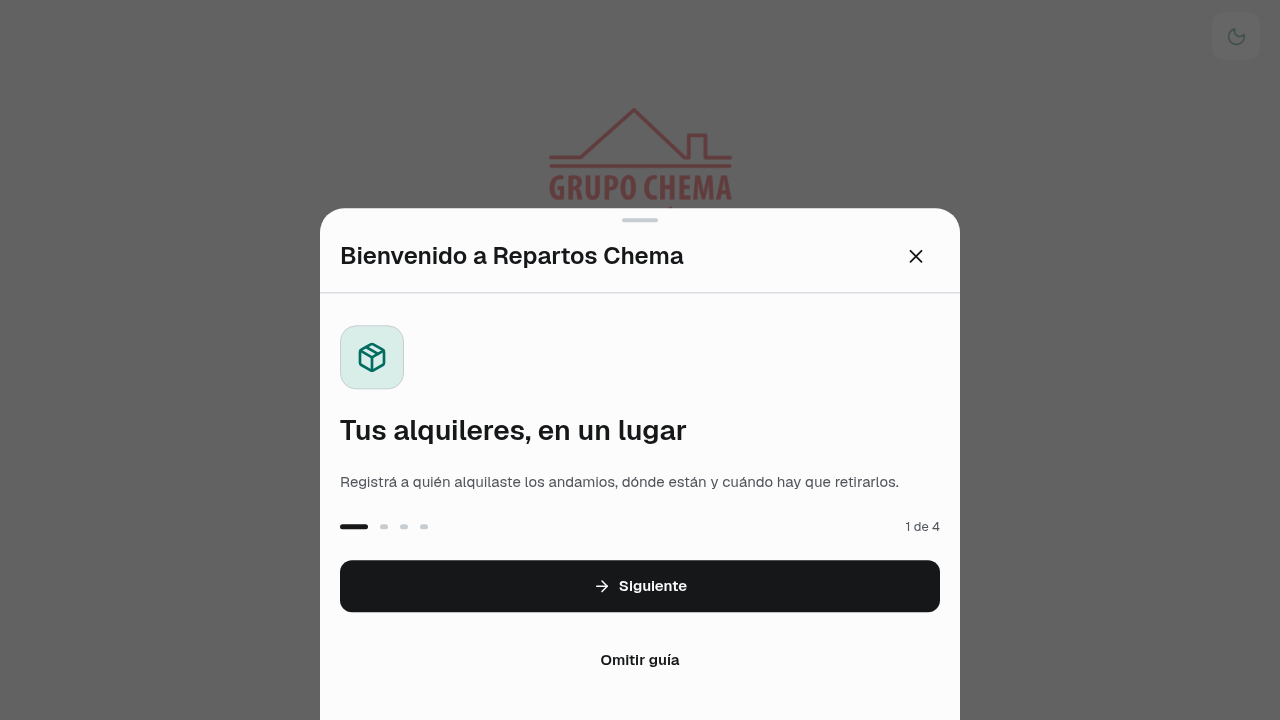 GRUPO CHEMA
Bienvenido a Repartos Chema
Tus alquileres, en un lugar
Registrá a quién alquilaste los andamios, dónde están y cuándo hay que retirarlos.
1 de 4
Siguiente
Omitir guía